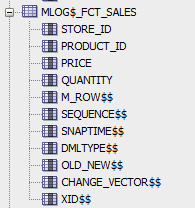 MLOG$_FCT_SALES
STORE_ID
PRODUCT_ID
PRICE
QUANTITY
M_ROW$$
SEQUENCE$$
SNAPTIME$$
DMLTYPE$$
OLD_NEW$$
CHANGE_VECTOR$$
XID$$